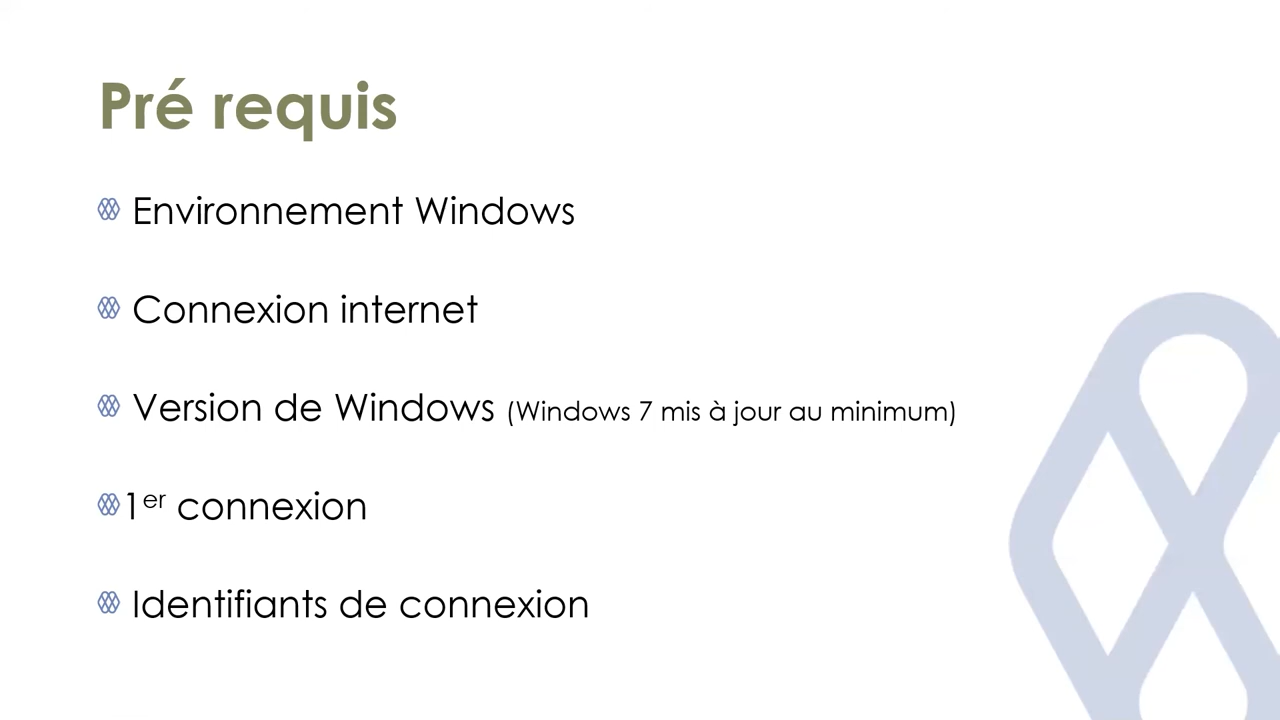 Pré requis
Environnement Windows
Connexion internet
Version de Windows (Windows 7 mis à jour au minimum)
1er connexion
Identifiants de connexion